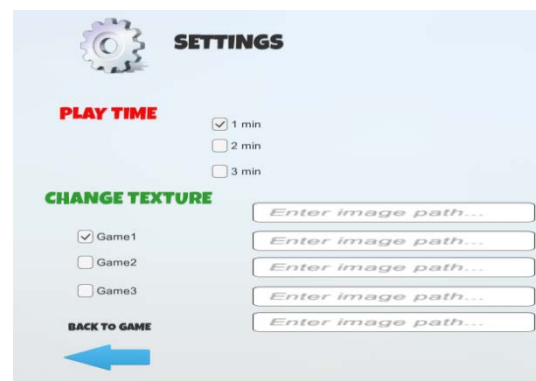 SETTINGS
PLAY TIME
1 min
2 min
3 min
CHANGE TEXTURE
Enter image path...
Game1
Enter image path...
Game2
Enter image path...
Game3
Enter image path...
BACK TO GAME
Enter image path...